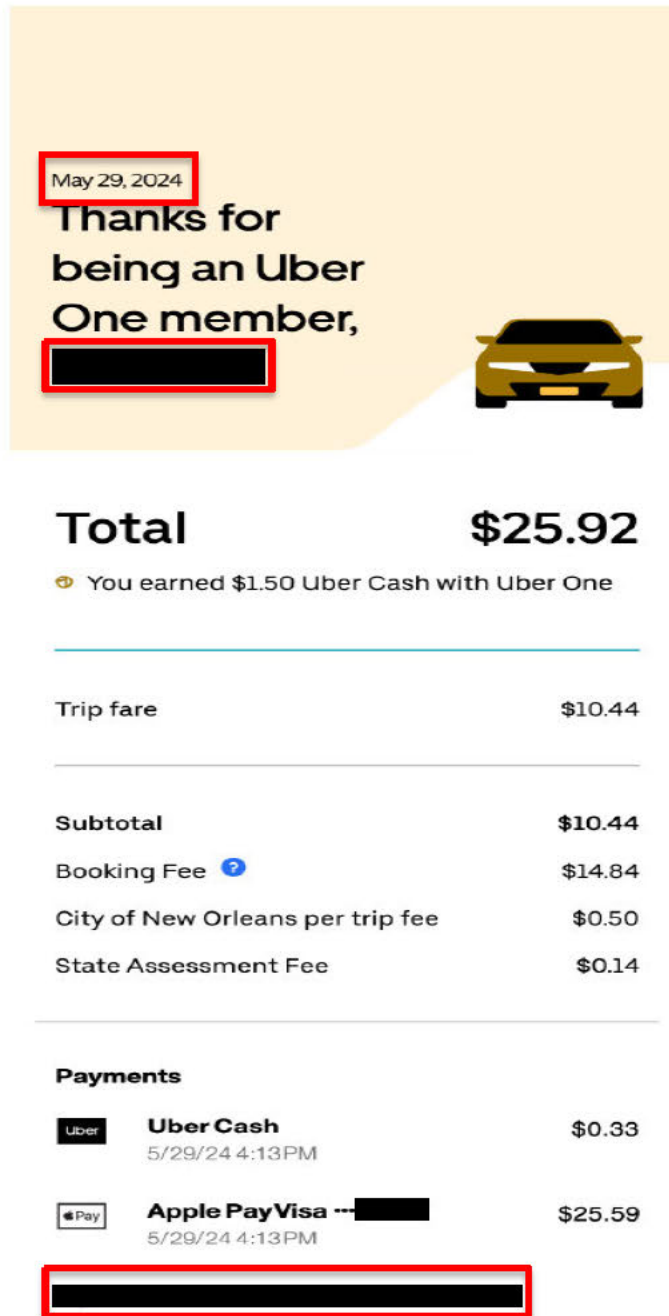 May 29, 2024
Thanks for
being an Uber
One member,
Total $25.92
You earned $1.50 Uber Cash with Uber One
Trip fare $10.44
Subtotal $10.44
Booking Fee ? $14.84
City of New Orleans per trip fee $0.50
State Assessment Fee $0.14
Payments
Uber Uber Cash $0.33
5/29/24 4:13PM
Pay Apple Pay Visa ••• $25.59
5/29/24 4:13PM